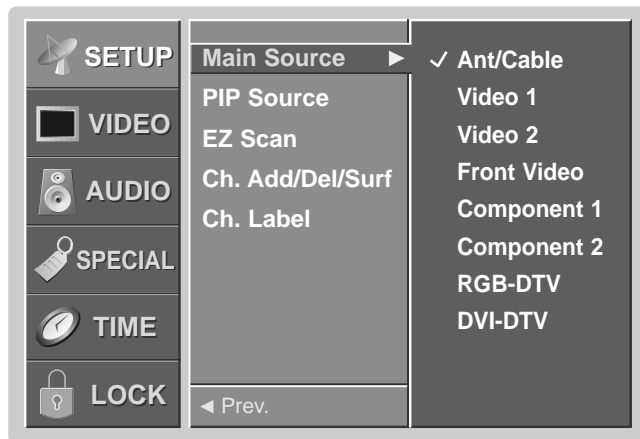 SETUP
VIDEO
AUDIO
SPECIAL
TIME
LOCK
Main Source ▶
PIP Source
EZ Scan
Ch. Add/Del/Surf
Ch. Label
◄ Prev.
✓ Ant/Cable
Video 1
Video 2
Front Video
Component 1
Component 2
RGB-DTV
DVI-DTV